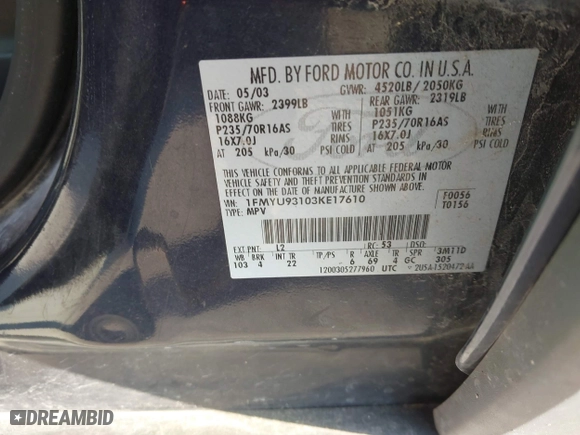 MFD. BY FORD MOTOR CO. IN U.S.A.
DATE: 05/03 GVWR: 4520LB/ 2050KG
FRONT GAWR: 2399LB REAR GAWR: 2319LB
1088KG 1051KG
P235/70R16AS TIRES P235/70R16AS TIRES
16X7.0J RIMS 16X7.0J RIMS
AT 205 kPa/30 PSI COLD AT 205 kPa/30 PSI COLD
Ford
THIS VEHICLE CONFORMS TO ALL APPLICABLE FEDERAL MOTOR
VEHICLE SAFETY AND BUMPER STANDARDS IN
EFFECT ON THE DATE OF MANUFACTURE SHOWN ABOVE.
VIN: 1FMYU93103KE17610 F0056
TYPE: MPV T0156
EXT PNT: L2 RC: 53 DSO:
WB BRK INT TR TP/PS R AXLE TR SPR 3M11D
103 4 22 6 69 4 GC 305
1200305277960 UTC
DREAMBID